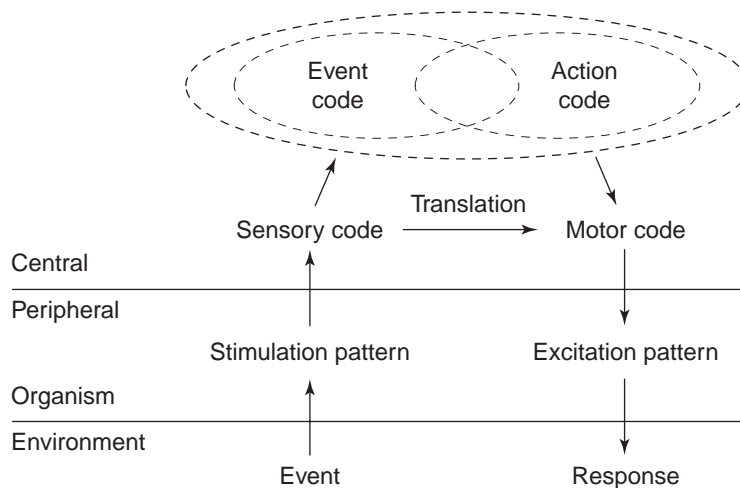 Event
code
Action
code
Translation
Sensory code
Motor code
Central
Peripheral
Stimulation pattern
Excitation pattern
Organism
Environment
Event
Response